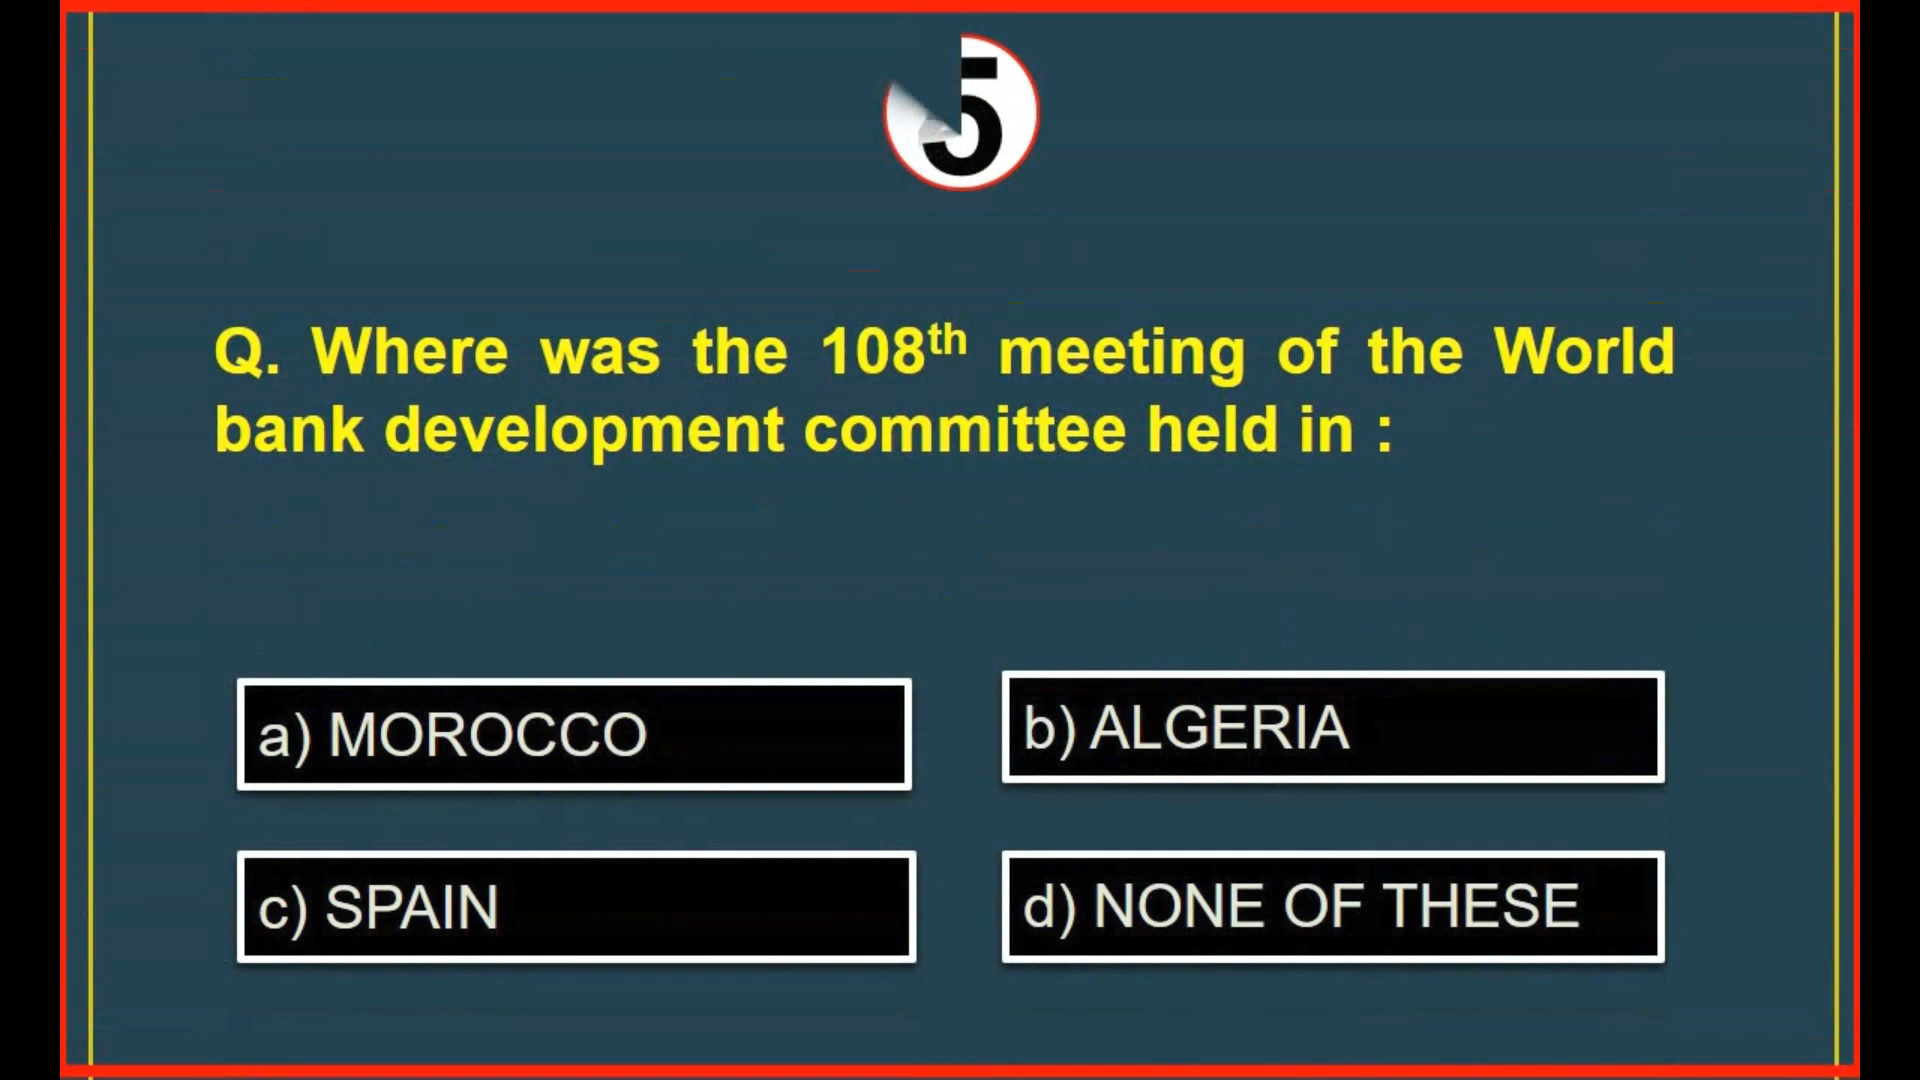 5
Q. Where was the 108th meeting of the World
bank development committee held in :
a) MOROCCO
b) ALGERIA
c) SPAIN
d) NONE OF THESE